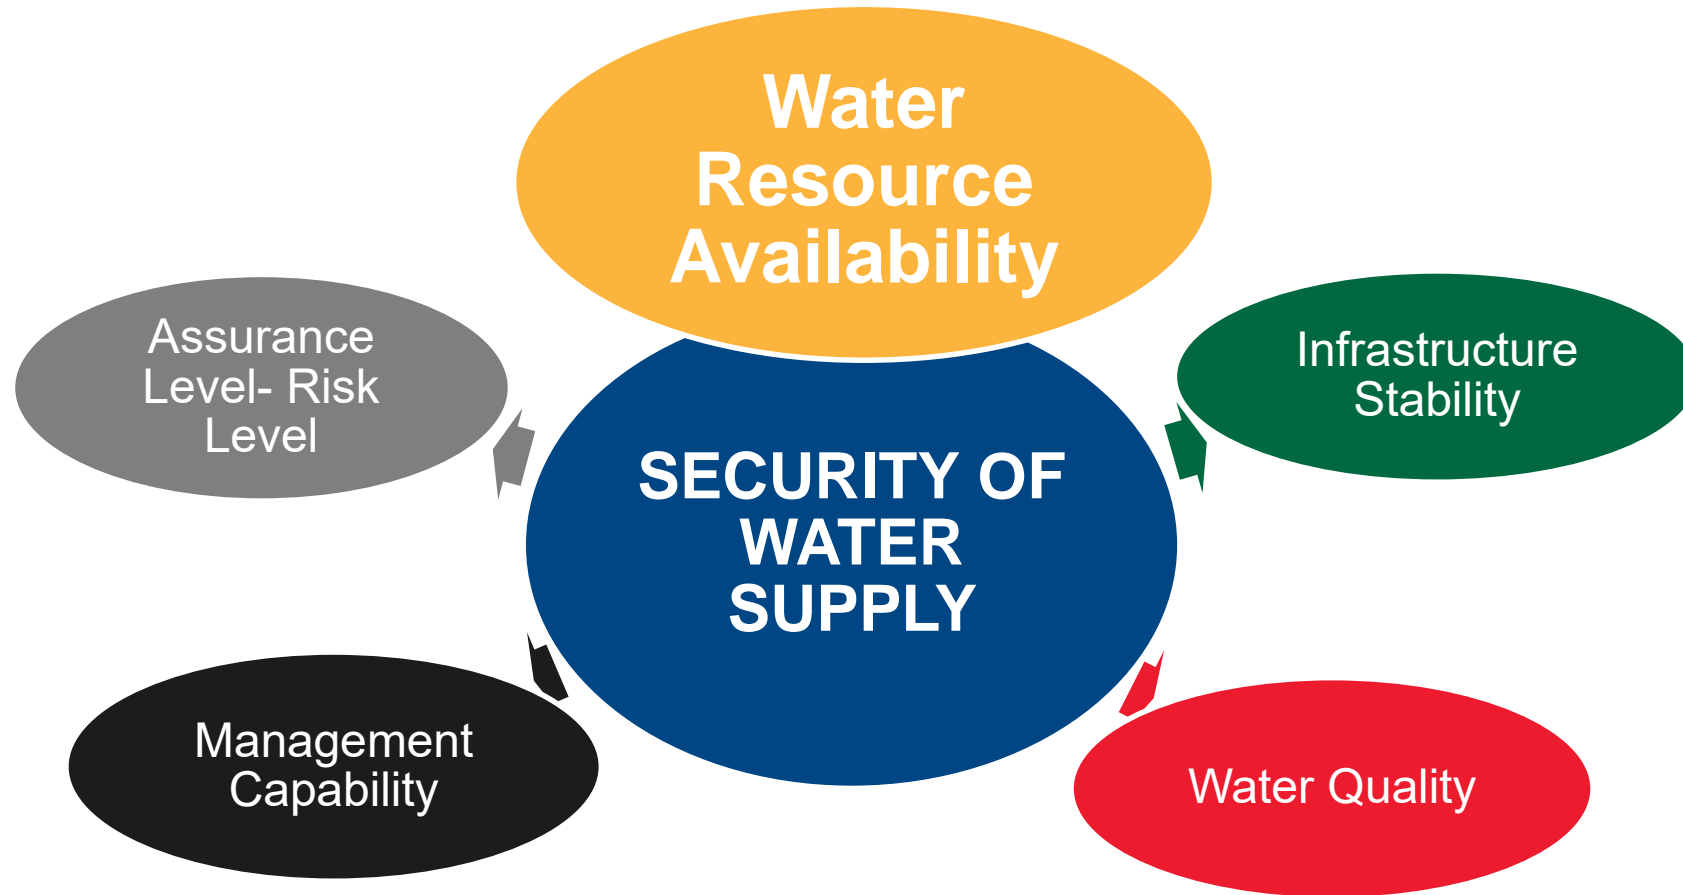 Water
Resource
Availability
Assurance
Level- Risk
Level
Infrastructure
Stability
SECURITY OF
WATER
SUPPLY
Management
Capability
Water Quality